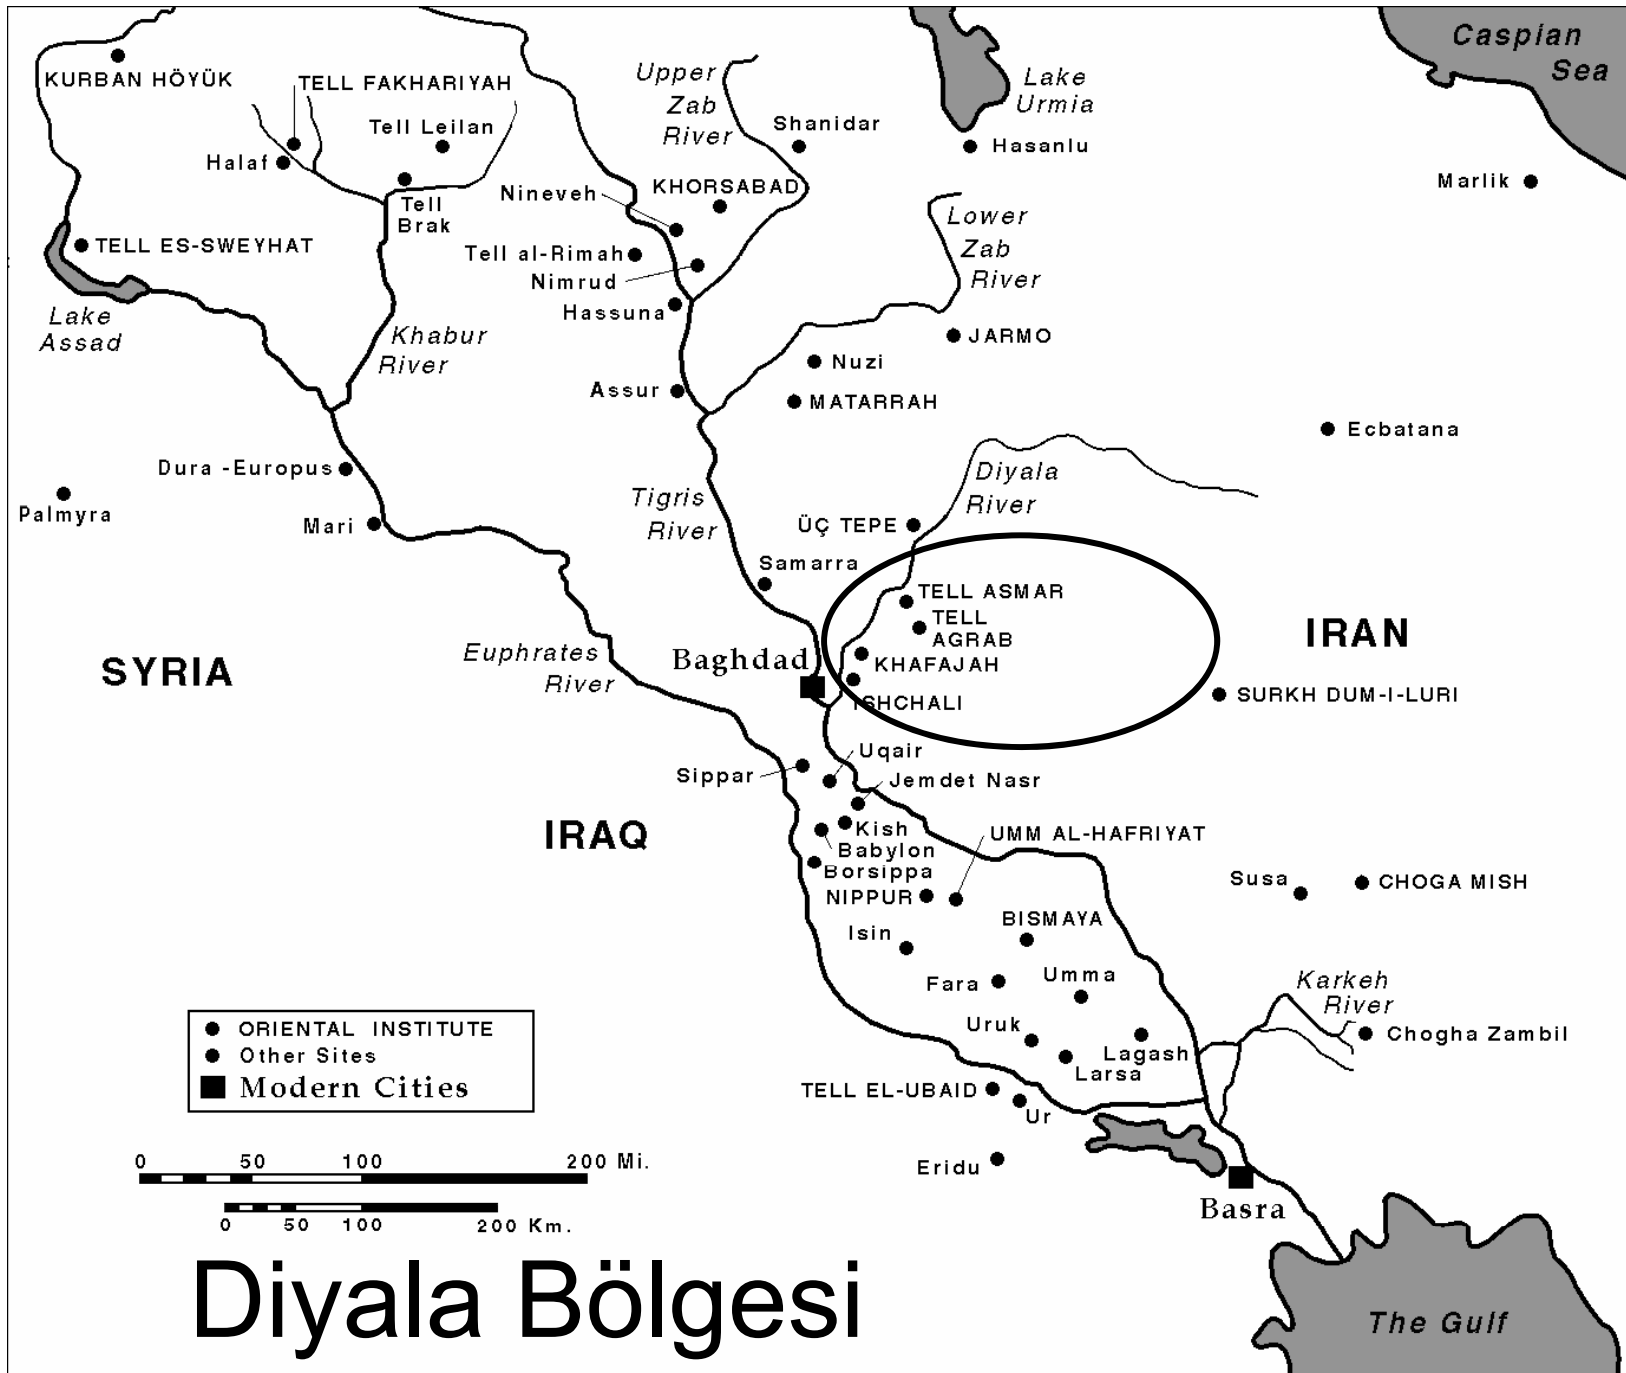 Caspian
Sea
KURBAN HÖYÜK
TELL FAKHARIYAH
Upper
Zab
River
Lake
Urmia
Tell Leilan
Shanidar
Hasanlu
Halaf
Marlik
Nineveh
KHORSABAD
Tell
Brak
Lower
Zab
River
TELL ES-SWEYHAT
Tell al-Rimah
Nimrud
Hassuna
Lake
Assad
Khabur
River
JARMO
Nuzi
Assur
MATARRAH
Ecbatana
Dura -Europus
Diyala
River
Palmyra
Mari
Tigris
River
ÜÇ TEPE
Samarra
TELL ASMAR
TELL
AGRAB
IRAN
SYRIA
Euphrates
River
Baghdad
KHAFAJAH
ISHCHALI
SURKH DUM-I-LURI
Uqair
Sippar
Jemdet Nasr
IRAQ
Kish
UMM AL-HAFRIYAT
Babylon
Borsippa
NIPPUR
Susa
CHOGA MISH
BISMAYA
Isin
Fara
Umma
Karkeh
River
Uruk
Chogha Zambil
Lagash
Larsa
ORIENTAL INSTITUTE
Other Sites
Modern Cities
TELL EL-UBAID
Ur
Eridu
0 50 100 200 Mi.
0 50 100 200 Km.
Basra
Diyala Bölgesi
The Gulf